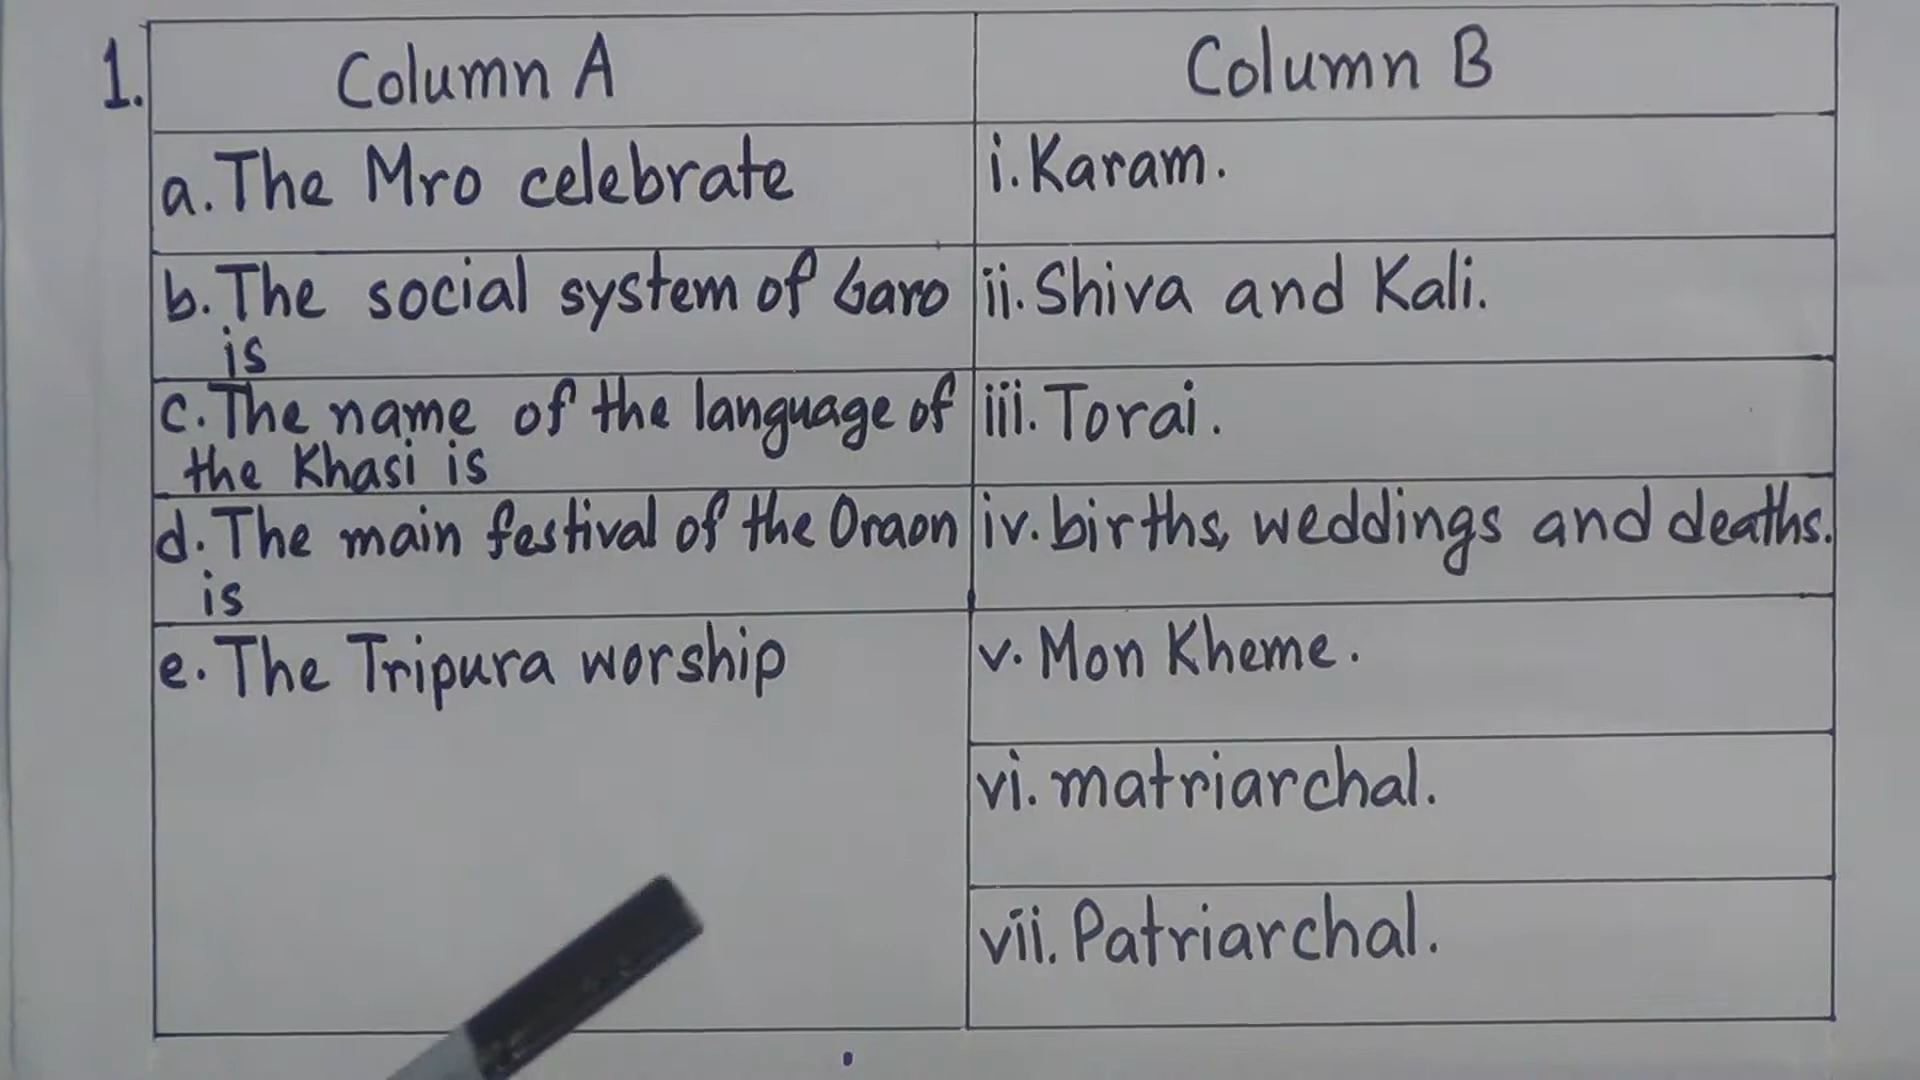 1.
Column A
Column B
a. The Mro celebrate
i. Karam.
b. The social system of Garo
is
ii. Shiva and Kali.
c. The name of the language of
the Khasi is
iii. Torai.
d. The main festival of the Oraon
is
iv. births, weddings and deaths.
e. The Tripura worship
v. Mon Kheme.
vi. matriarchal.
vii. Patriarchal.